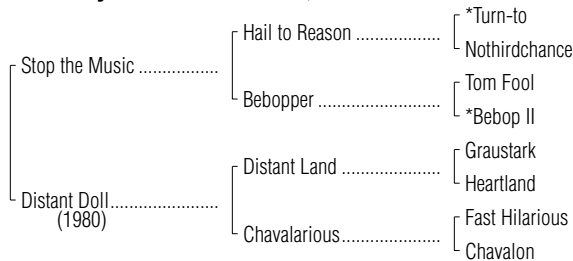 *Turn-to
Hail to Reason ..................
Nothirdchance
Stop the Music .................
Tom Fool
Bebopper ..........................
*Bebop II
Graustark
Distant Land ......................
Heartland
Distant Doll.......................
(1980)
Fast Hilarious
Chavalarious......................
Chavalon